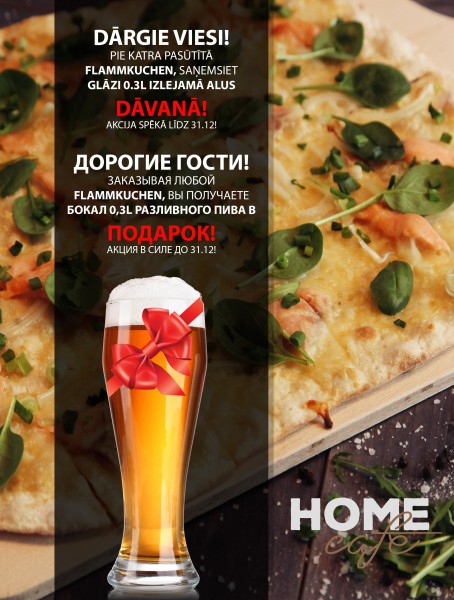 DĀRGIE VIESI!
PIE KATRA PASŪTĪTĀ
FLAMMKUCHEN, SAŅEMSIET
GLĀZI 0.3L IZLEJAMĀ ALUS
DĀVANĀ!
AKCIJA SPĒKĀ LĪDZ 31.12!
ДОРОГИЕ ГОСТИ!
ЗАКАЗЫВАЯ ЛЮБОЙ
FLAMMKUCHEN, ВЫ ПОЛУЧАЕТЕ
БОКАЛ 0,3L РАЗЛИВНОГО ПИВА В
ПОДАРОК!
АКЦИЯ В СИЛЕ ДО 31.12!
HOME
cafe